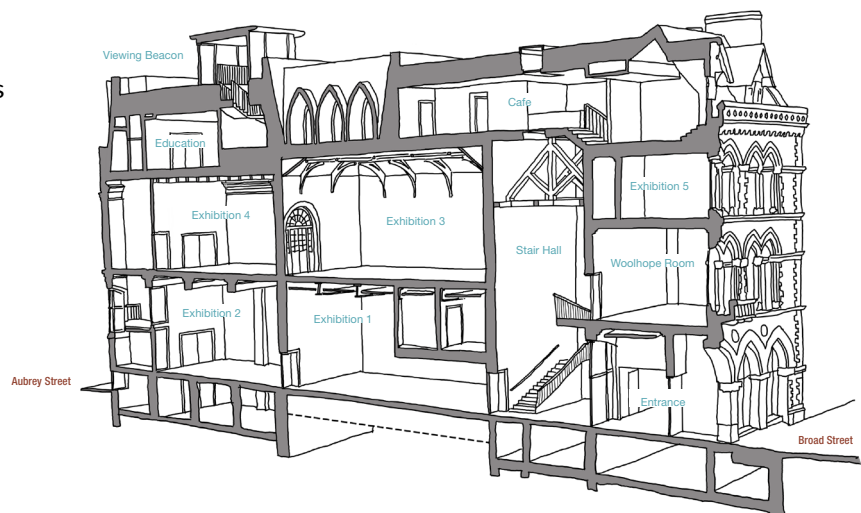 Viewing Beacon
s
Cafe
Education
Exhibition 5
Exhibition 4
Exhibition 3
Stair Hall
Woolhope Room
Exhibition 2
Exhibition 1
Aubrey Street
Entrance
Broad Street